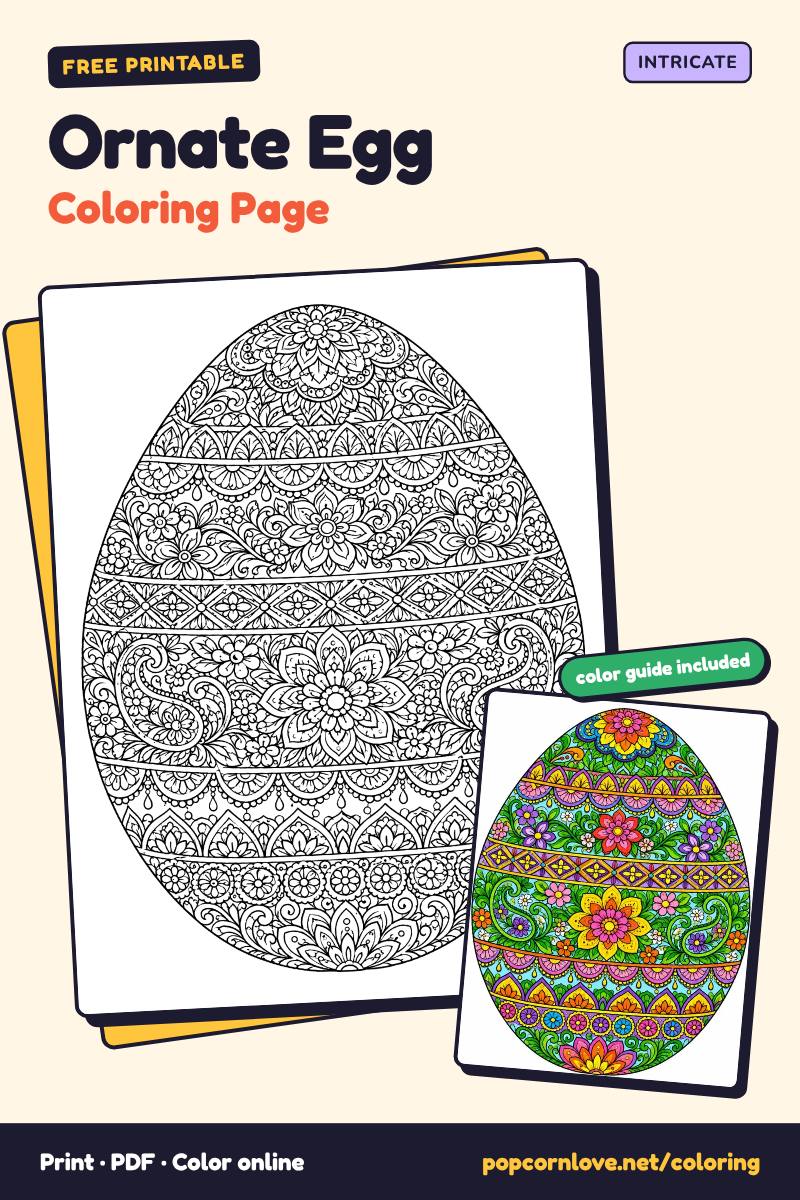 FREE PRINTABLE
INTRICATE
Ornate Egg
Coloring Page
color guide included
Print · PDF · Color online
popcornlove.net/coloring